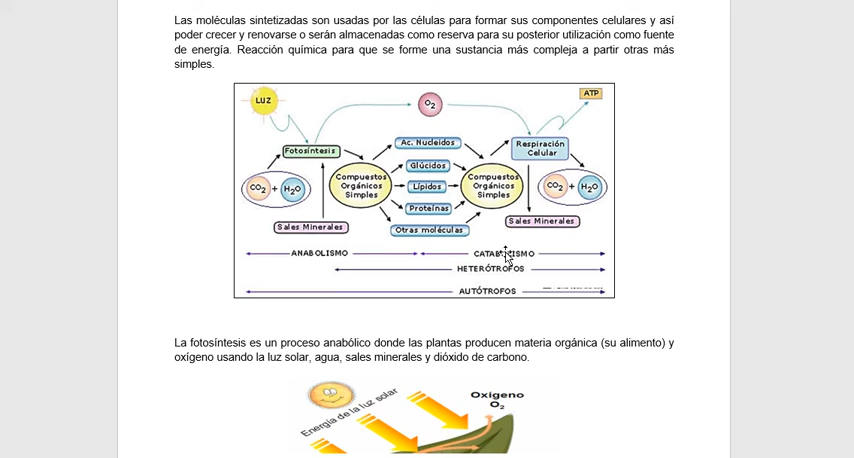 Las moléculas sintetizadas son usadas por las células para formar sus componentes celulares y así
poder crecer y renovarse o serán almacenadas como reserva para su posterior utilización como fuente
de energía. Reacción química para que se forme una sustancia más compleja a partir otras más
simples.
LUZ
O2
ATP
Fotosíntesis
Ac. Nucleidos
Respiración
Celular
Glúcidos
Compuestos
Orgánicos
Simples
Lípidos
Compuestos
Orgánicos
Simples
CO2 + H2O
CO2 + H2O
Proteínas
Sales Minerales
Otras moléculas
Sales Minerales
ANABOLISMO
CATABOLISMO
HETERÓTROFOS
AUTÓTROFOS
La fotosíntesis es un proceso anabólico donde las plantas producen materia orgánica (su alimento) y
oxígeno usando la luz solar, agua, sales minerales y dióxido de carbono.
Energía de la luz solar
Oxígeno
O2